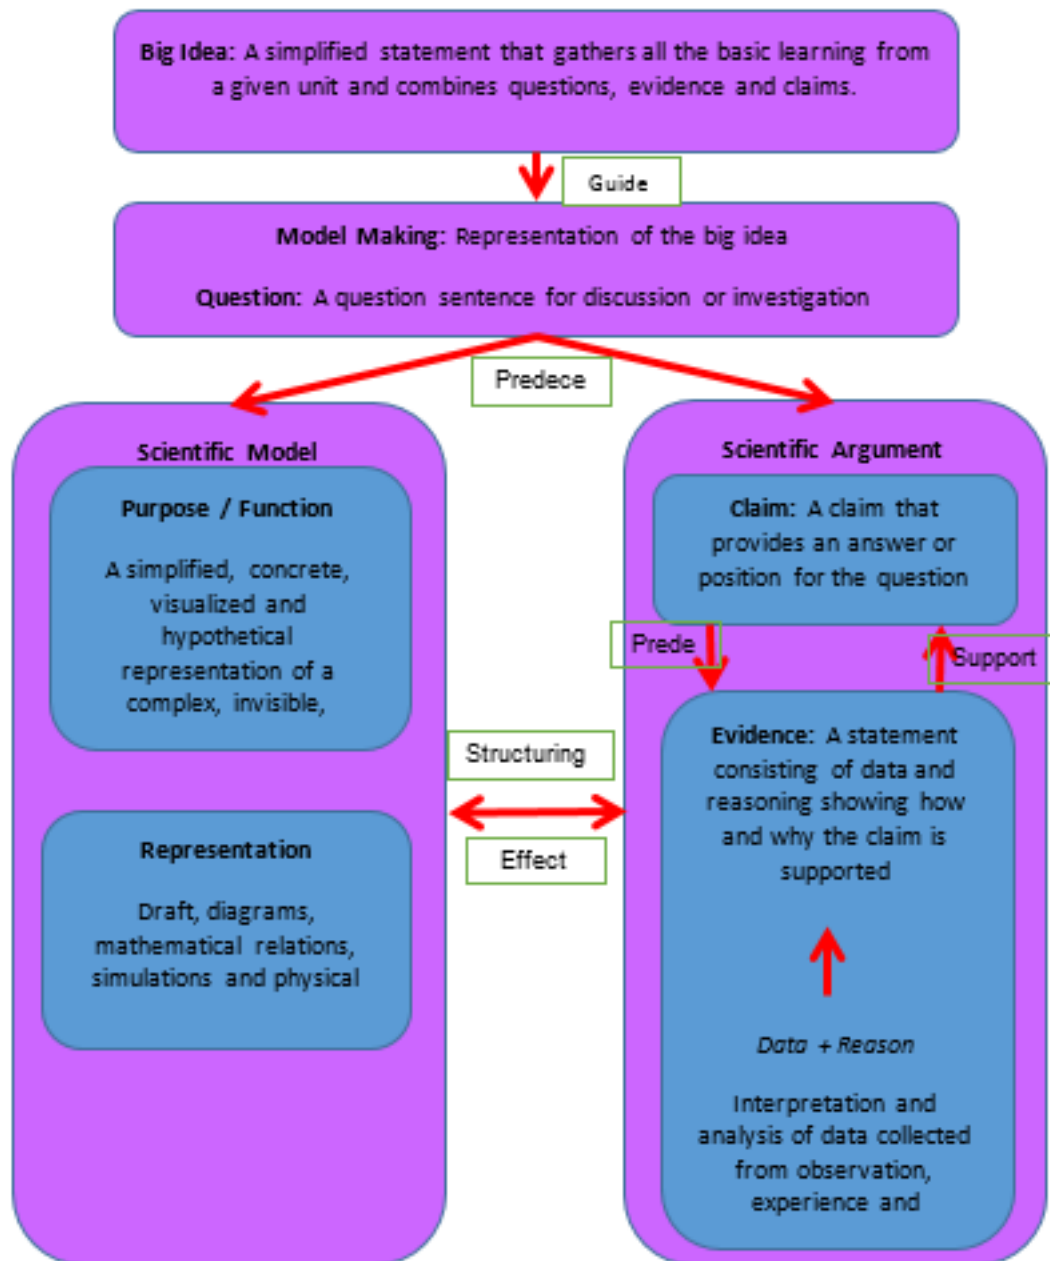 Big Idea: A simplified statement that gathers all the basic learning from
a given unit and combines questions, evidence and claims.
Guide
Model Making: Representation of the big idea
Question: A question sentence for discussion or investigation
Predece
Scientific Model
Purpose / Function
A simplified, concrete,
visualized and
hypothetical
representation of a
complex, invisible,
Representation
Draft, diagrams,
mathematical relations,
simulations and physical
Structuring
Effect
Scientific Argument
Claim: A claim that
provides an answer or
position for the question
Prede
Support
Evidence: A statement
consisting of data and
reasoning showing how
and why the claim is
supported
Data + Reason
Interpretation and
analysis of data collected
from observation,
experience and